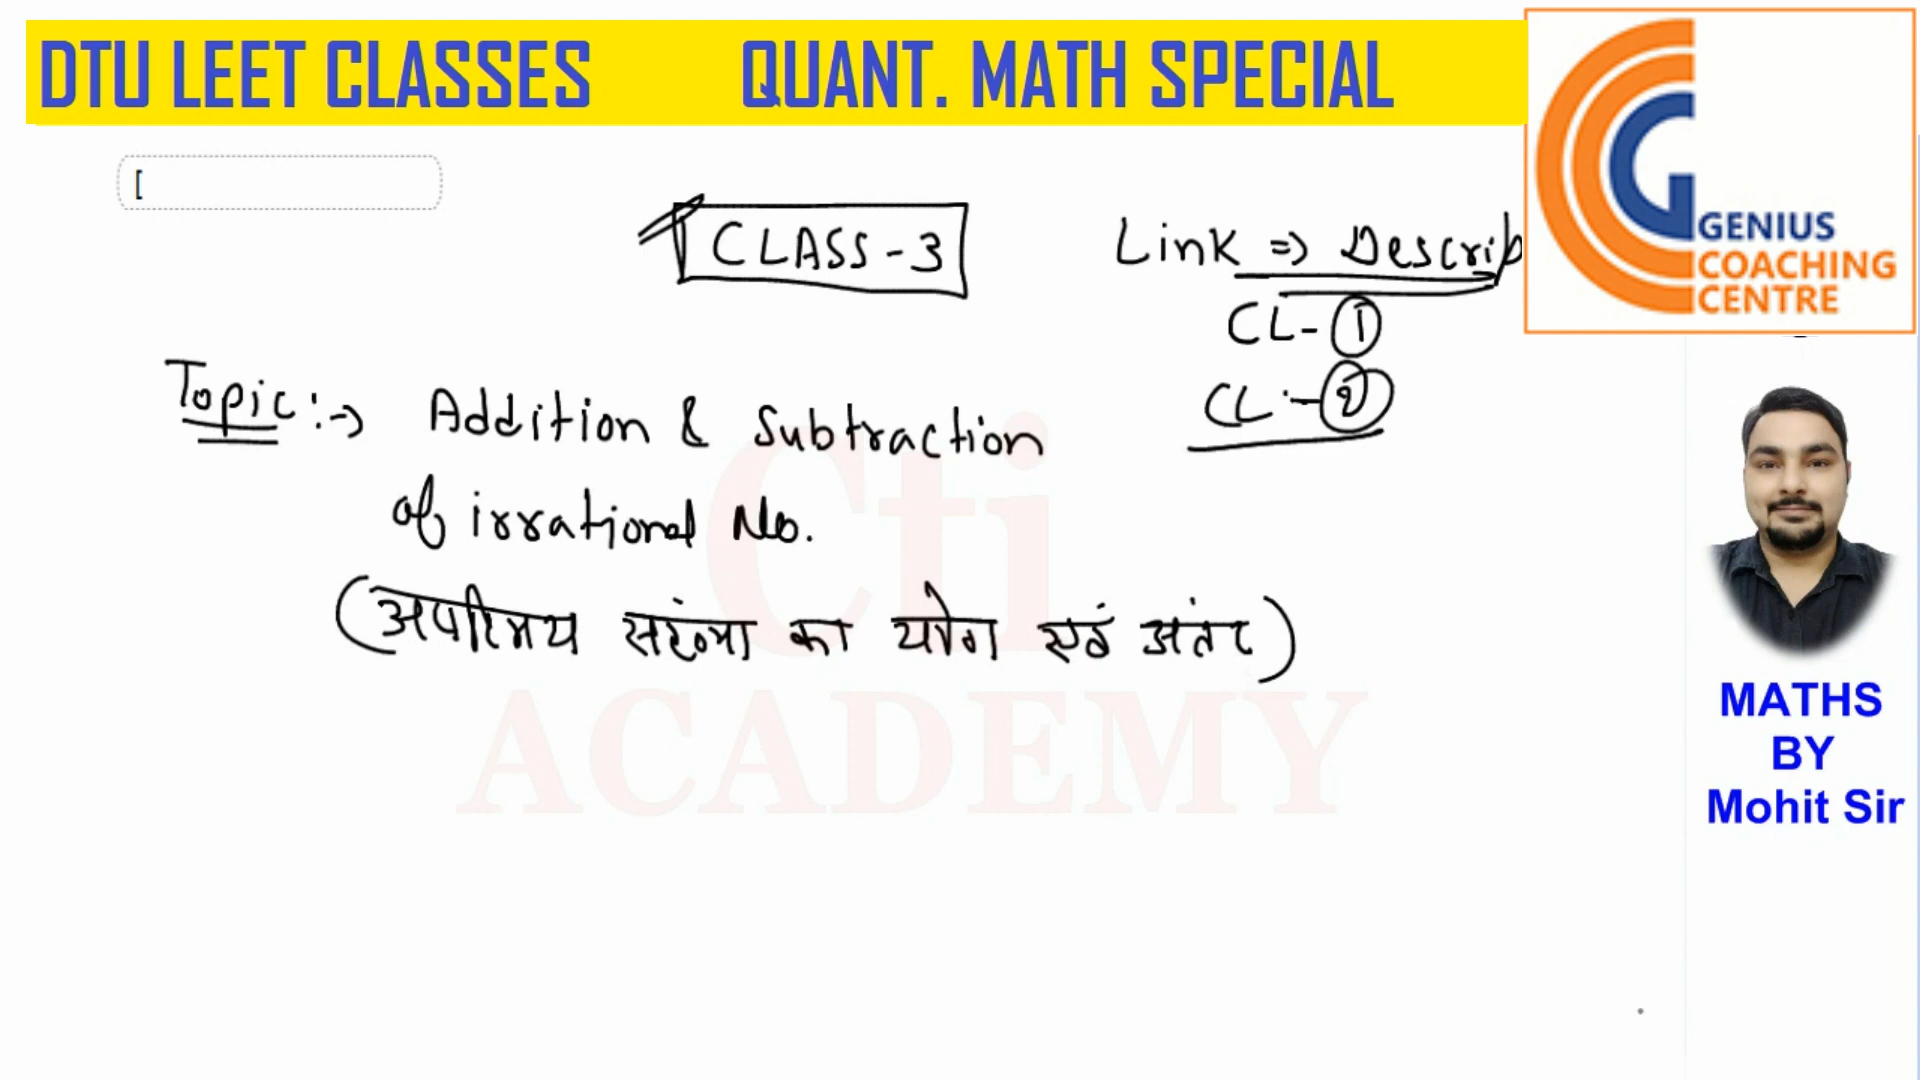 DTU LEET CLASSES QUANT. MATH SPECIAL
GENIUS
COACHING
CENTRE
[
CLASS-3
Link => Describ
CL-1
CL-2
Topic:→ Addition & Subtraction
of irrational No.
(अपरिमेय संख्या का योग एवं अंतर)
Cti
ACADEMY
MATHS
BY
Mohit Sir